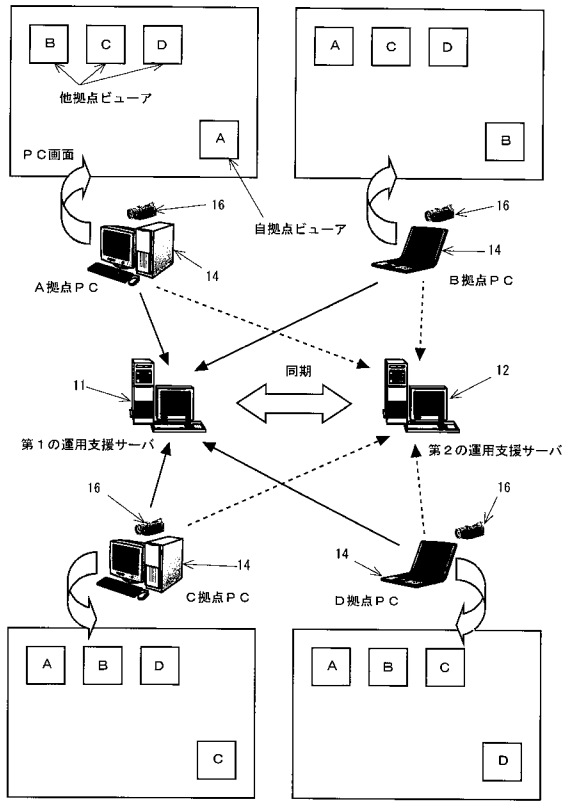 B C D
他拠点ビューア
A
PC画面
自拠点ビューア
A C D
B
16
14
A拠点PC
16
14
B拠点PC
11
同期
12
第1の運用支援サーバ
第2の運用支援サーバ
16
14
C拠点PC
16
14
D拠点PC
A B D
C
A B C
D